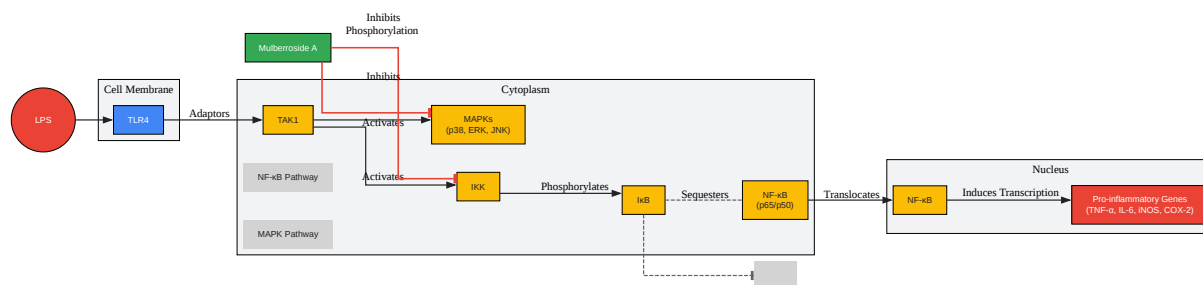 Inhibits
Phosphorylation
Mulberroside A
Inhibits
Cell Membrane
Cytoplasm
LPS
TLR4
Adaptors
TAK1
Activates
MAPKs
(p38, ERK, JNK)
NF-κB Pathway
Activates
IKK
Phosphorylates
IκB
Sequesters
NF-κB
(p65/p50)
Translocates
Nucleus
NF-κB
Induces Transcription
Pro-inflammatory Genes
(TNF-α, IL-6, iNOS, COX-2)
MAPK Pathway